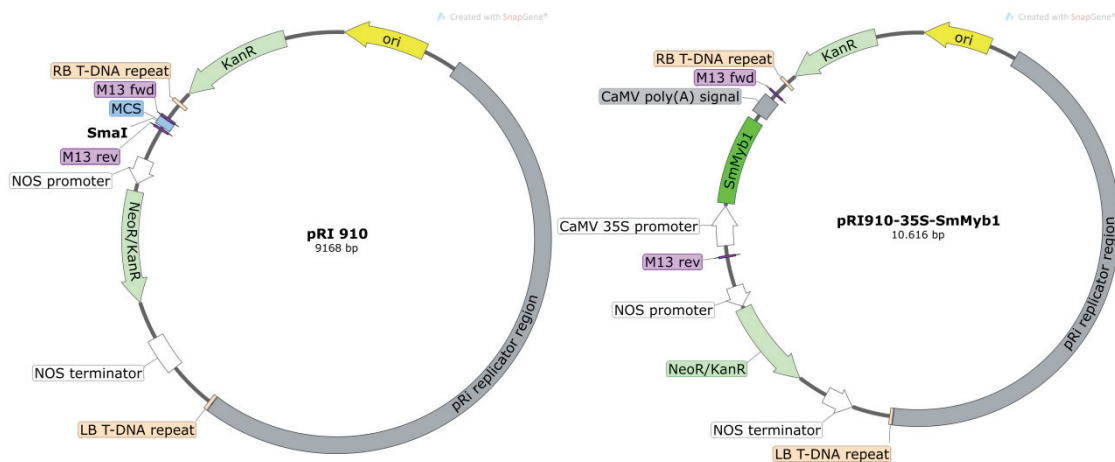 Created with SnapGene®
ori
KanR
RB T-DNA repeat
M13 fwd
MCS
SmaI
M13 rev
NOS promoter
NeoR/KanR
NOS terminator
LB T-DNA repeat
pRi replicator region
pRI 910
9168 bp
Created with SnapGene®
ori
KanR
RB T-DNA repeat
M13 fwd
CaMV poly(A) signal
SmMyb1
CaMV 35S promoter
M13 rev
NOS promoter
NeoR/KanR
NOS terminator
LB T-DNA repeat
pRi replicator region
pRI910-35S-SmMyb1
10.616 bp